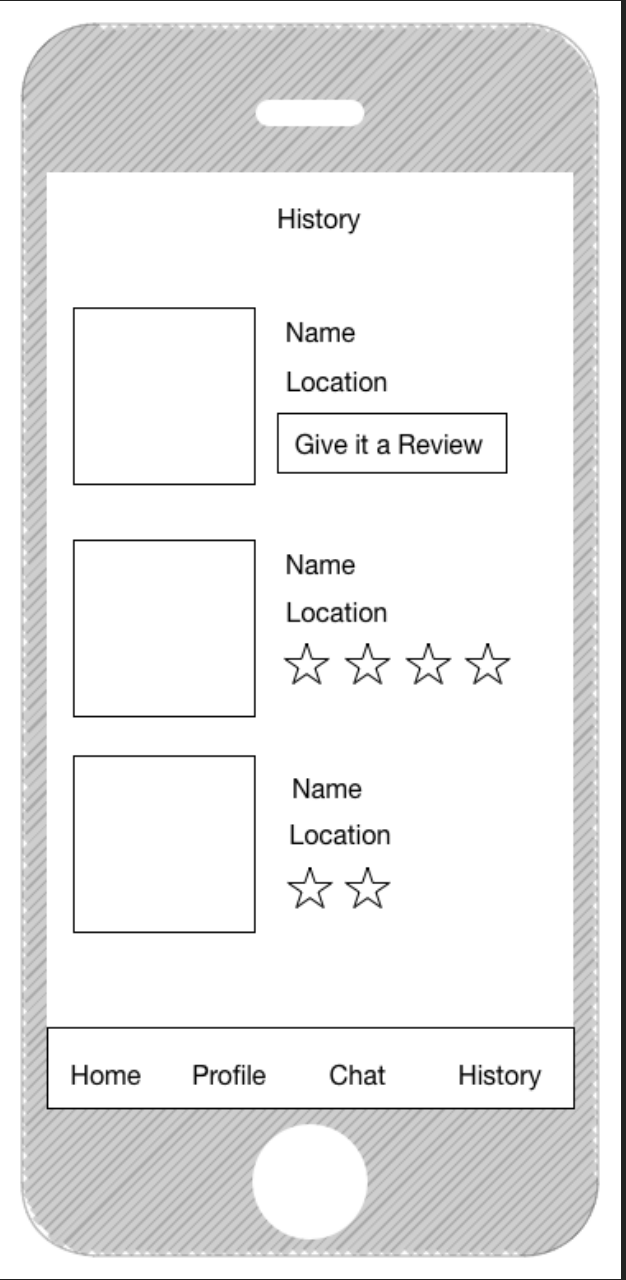 History
Name
Location
Give it a Review
Name
Location
Name
Location
Home Profile Chat History